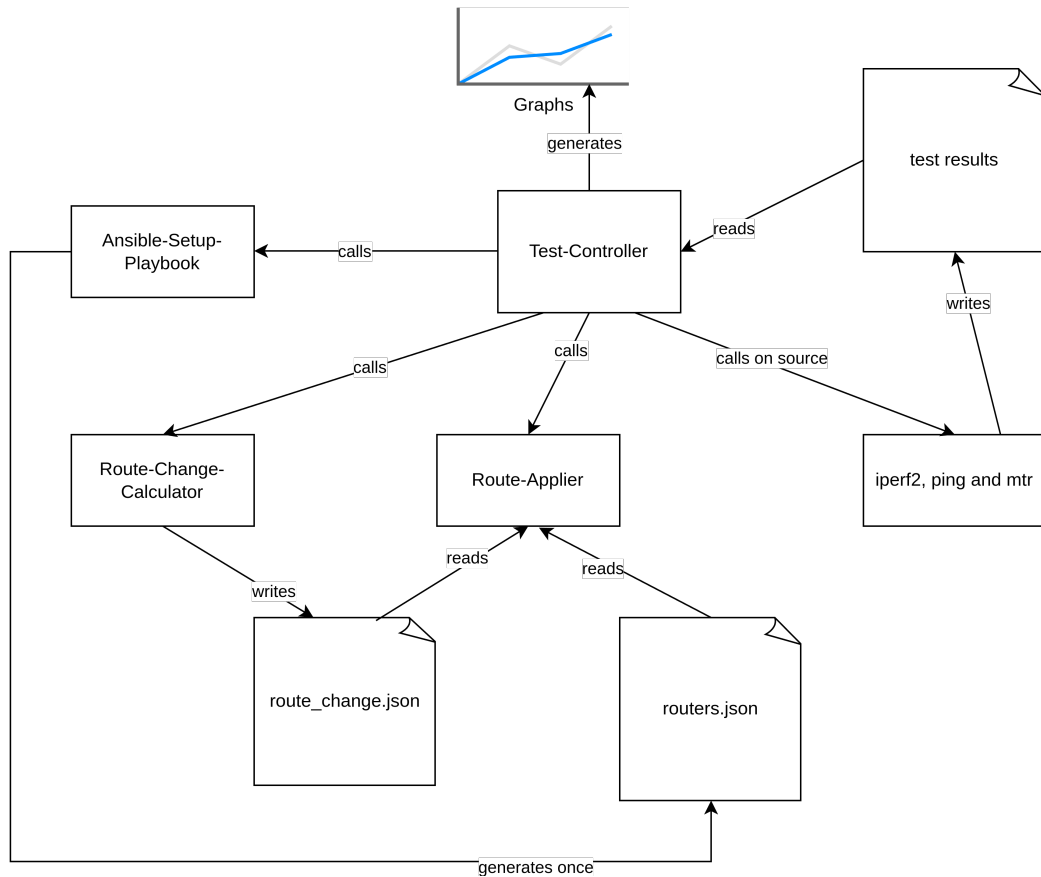 Graphs
generates
test results
reads
Ansible-Setup-
Playbook
calls
Test-Controller
writes
calls
calls
calls on source
Route-Change-
Calculator
Route-Applier
iperf2, ping and mtr
reads
reads
writes
route_change.json
routers.json
generates once